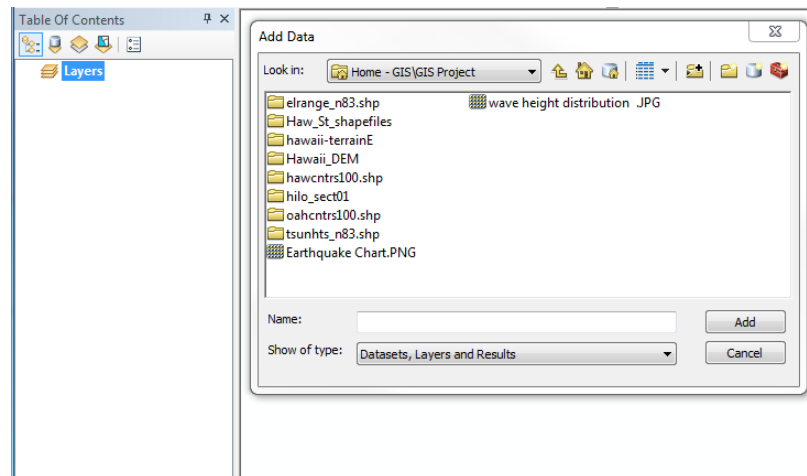 Table Of Contents
Layers
Add Data
Look in:
Home - GIS\GIS Project
elrange_n83.shp
Haw_St_shapefiles
hawaii-terrainE
Hawaii_DEM
hawcntrs100.shp
hilo_sect01
oahcntrs100.shp
tsunhts_n83.shp
Earthquake Chart.PNG
wave height distribution .JPG
Name:
Add
Show of type:
Datasets, Layers and Results
Cancel